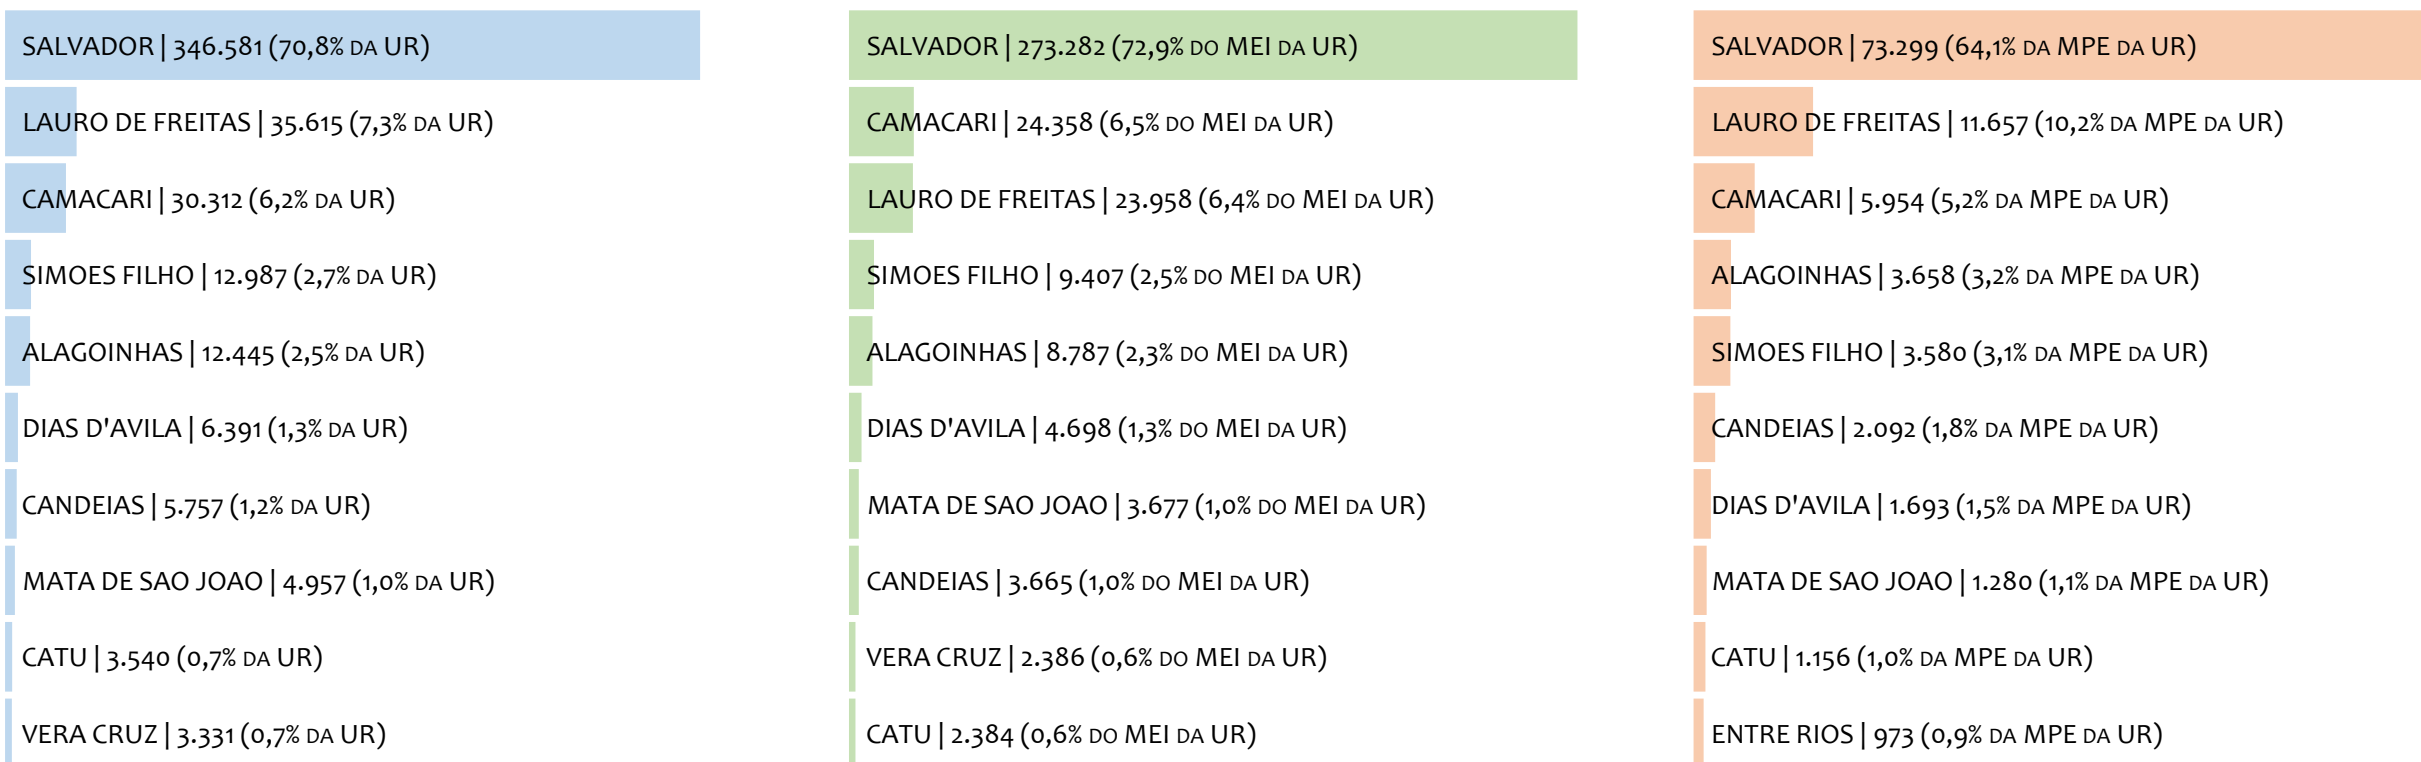 SALVADOR | 346.581 (70,8% DA UR)
LAURO DE FREITAS | 35.615 (7,3% DA UR)
CAMACARI | 30.312 (6,2% DA UR)
SIMOES FILHO | 12.987 (2,7% DA UR)
ALAGOINHAS | 12.445 (2,5% DA UR)
DIAS D'AVILA | 6.391 (1,3% DA UR)
CANDEIAS | 5.757 (1,2% DA UR)
MATA DE SAO JOAO | 4.957 (1,0% DA UR)
CATU | 3.540 (0,7% DA UR)
VERA CRUZ | 3.331 (0,7% DA UR)
SALVADOR | 273.282 (72,9% DO MEI DA UR)
CAMACARI | 24.358 (6,5% DO MEI DA UR)
LAURO DE FREITAS | 23.958 (6,4% DO MEI DA UR)
SIMOES FILHO | 9.407 (2,5% DO MEI DA UR)
ALAGOINHAS | 8.787 (2,3% DO MEI DA UR)
DIAS D'AVILA | 4.698 (1,3% DO MEI DA UR)
MATA DE SAO JOAO | 3.677 (1,0% DO MEI DA UR)
CANDEIAS | 3.665 (1,0% DO MEI DA UR)
VERA CRUZ | 2.386 (0,6% DO MEI DA UR)
CATU | 2.384 (0,6% DO MEI DA UR)
SALVADOR | 73.299 (64,1% DA MPE DA UR)
LAURO DE FREITAS | 11.657 (10,2% DA MPE DA UR)
CAMACARI | 5.954 (5,2% DA MPE DA UR)
ALAGOINHAS | 3.658 (3,2% DA MPE DA UR)
SIMOES FILHO | 3.580 (3,1% DA MPE DA UR)
CANDEIAS | 2.092 (1,8% DA MPE DA UR)
DIAS D'AVILA | 1.693 (1,5% DA MPE DA UR)
MATA DE SAO JOAO | 1.280 (1,1% DA MPE DA UR)
CATU | 1.156 (1,0% DA MPE DA UR)
ENTRE RIOS | 973 (0,9% DA MPE DA UR)